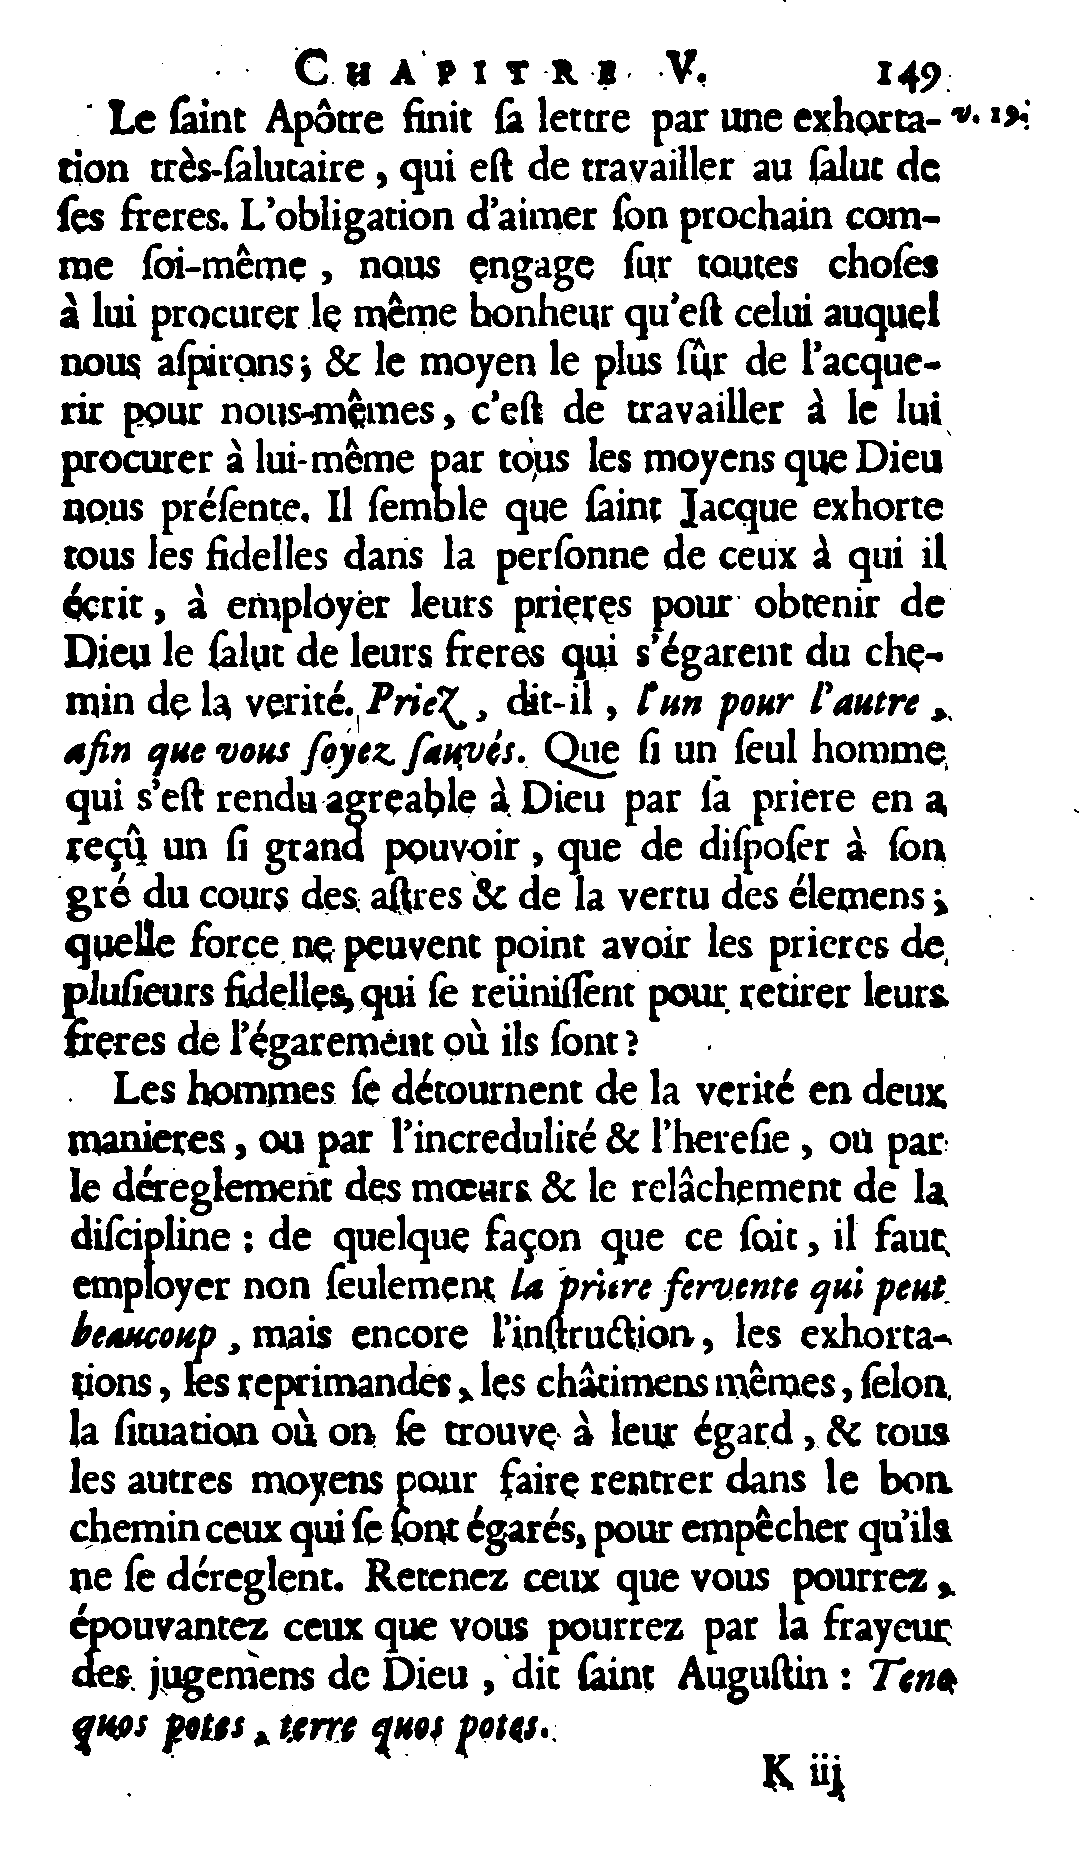 CHAPITRE V. 149
Le ſaint Apôtre finit ſa lettre par une exhorta- v. 19.
tion très-ſalutaire, qui eſt de travailler au ſalut de
ſes freres. L'obligation d'aimer ſon prochain com-
me ſoi-même, nous engage ſur toutes choſes
à lui procurer le même bonheur qu'eſt celui auquel
nous aſpirons; & le moyen le plus ſûr de l'acque-
rir pour nous-mêmes, c'eſt de travailler à le lui
procurer à lui-même par tous les moyens que Dieu
nous préſente. Il ſemble que ſaint Jacque exhorte
tous les fidelles dans la perſonne de ceux à qui il
écrit, à employer leurs prieres pour obtenir de
Dieu le ſalut de leurs freres qui s'égarent du che-
min de la verité. Priez, dit-il, l'un pour l'autre,
afin que vous ſoyez ſauvés. Que ſi un ſeul homme
qui s'eſt rendu agreable à Dieu par ſa priere en a
reçû un ſi grand pouvoir, que de diſpoſer à ſon
gré du cours des aſtres & de la vertu des élemens;
quelle force ne peuvent point avoir les prieres de
pluſieurs fidelles, qui ſe reüniſſent pour retirer leurs
freres de l'égarement où ils ſont?
Les hommes ſe détournent de la verité en deux
manieres, ou par l'incredulité & l'hereſie, ou par
le déreglement des mœurs & le relâchement de la
diſcipline: de quelque façon que ce ſoit, il faut
employer non ſeulement la priere fervente qui peut
beaucoup, mais encore l'inſtruction, les exhorta-
tions, les reprimandes, les châtimens mêmes, ſelon
la ſituation où on ſe trouve à leur égard, & tous
les autres moyens pour faire rentrer dans le bon
chemin ceux qui ſe ſont égarés, pour empêcher qu'ils
ne ſe déreglent. Retenez ceux que vous pourrez,
épouvantez ceux que vous pourrez par la frayeur
des jugemens de Dieu, dit ſaint Auguſtin: Tene
quos potes, terre quos potes.
K iij